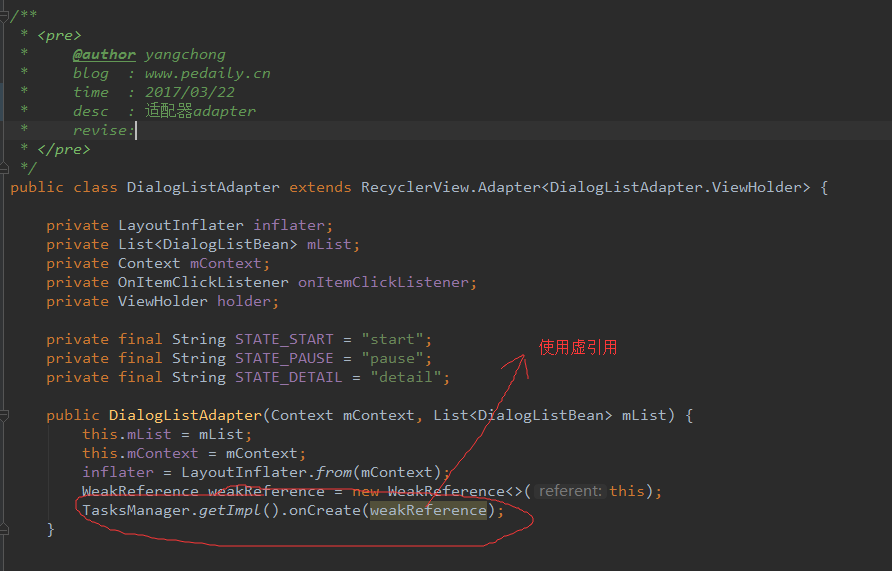 /**
 * <pre>
 *     @author yangchong
 *     blog  : www.pedaily.cn
 *     time  : 2017/03/22
 *     desc  : 适配器adapter
 *     revise:
 * </pre>
 */
public class DialogListAdapter extends RecyclerView.Adapter<DialogListAdapter.ViewHolder> {
    private LayoutInflater inflater;
    private List<DialogListBean> mList;
    private Context mContext;
    private OnItemClickListener onItemClickListener;
    private ViewHolder holder;
    private final String STATE_START = "start";
使用虚引用
    private final String STATE_PAUSE = "pause";
    private final String STATE_DETAIL = "detail";
    public DialogListAdapter(Context mContext, List<DialogListBean> mList) {
        this.mList = mList;
        this.mContext = mContext;
        inflater = LayoutInflater.from(mContext);
        WeakReference weakReference = new WeakReference<>( referent: this);
        TasksManager.getImpl().onCreate(weakReference);
    }